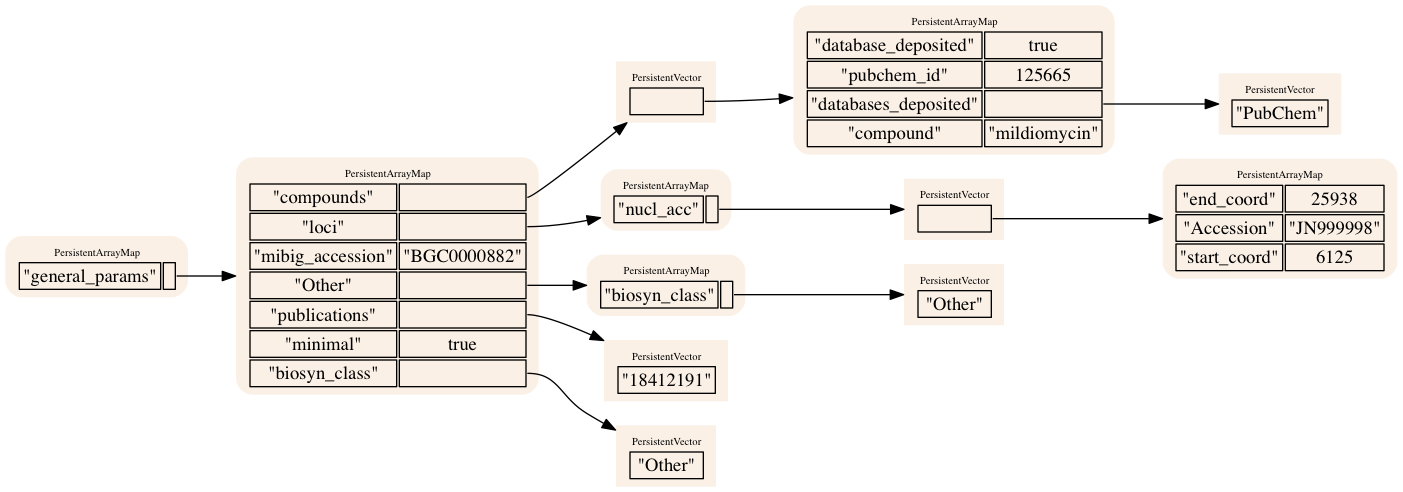 PersistentArrayMap
"general_params"
PersistentArrayMap
"compounds"
"loci"
"mibig_accession" "BGC0000882"
"Other"
"publications"
"minimal" true
"biosyn_class"
PersistentVector
PersistentArrayMap
"database_deposited" true
"pubchem_id" 125665
"databases_deposited"
"compound" "mildiomycin"
PersistentVector
"PubChem"
PersistentArrayMap
"nucl_acc"
PersistentVector
PersistentArrayMap
"end_coord" 25938
"Accession" "JN999998"
"start_coord" 6125
PersistentArrayMap
"biosyn_class"
PersistentVector
"Other"
PersistentVector
"18412191"
PersistentVector
"Other"